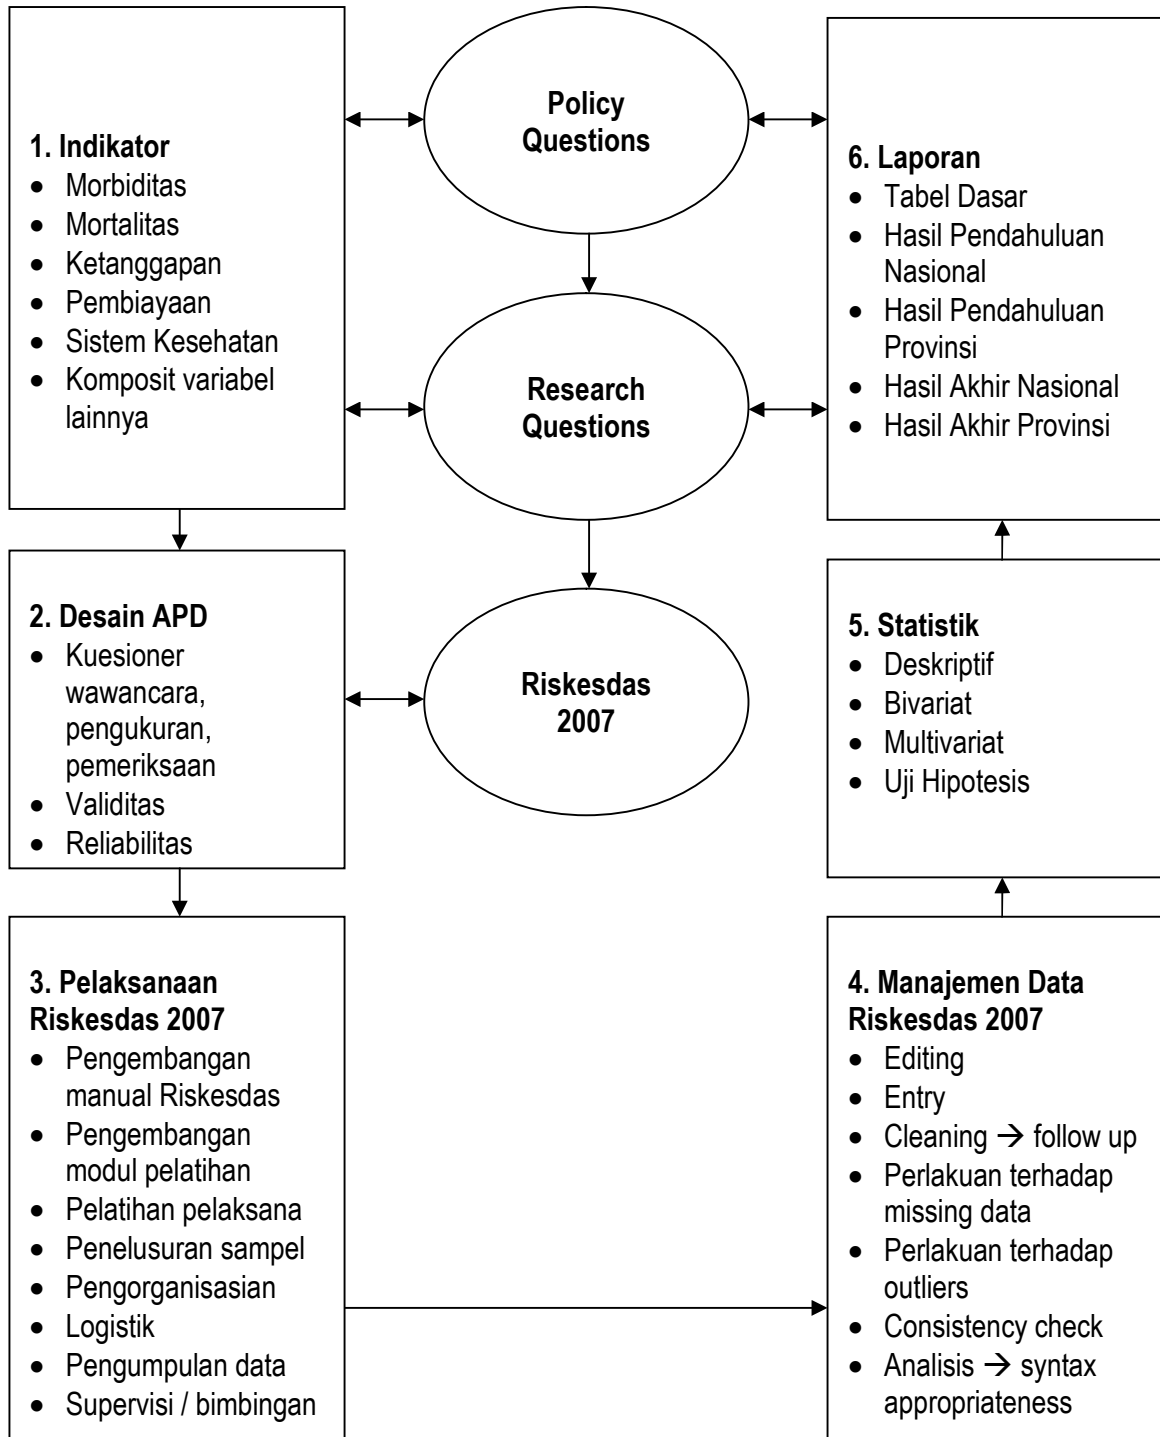 Policy
Questions
1. Indikator
● Morbiditas
● Mortalitas
● Ketanggapan
● Pembiayaan
● Sistem Kesehatan
● Komposit variabel
lainnya
6. Laporan
● Tabel Dasar
● Hasil Pendahuluan
Nasional
● Hasil Pendahuluan
Provinsi
● Hasil Akhir Nasional
● Hasil Akhir Provinsi
Research
Questions
2. Desain APD
● Kuesioner
wawancara,
pengukuran,
pemeriksaan
● Validitas
● Reliabilitas
Riskesdas
2007
5. Statistik
● Deskriptif
● Bivariat
● Multivariat
● Uji Hipotesis
3. Pelaksanaan
Riskesdas 2007
● Pengembangan
manual Riskesdas
● Pengembangan
modul pelatihan
● Pelatihan pelaksana
● Penelusuran sampel
● Pengorganisasian
● Logistik
● Pengumpulan data
● Supervisi / bimbingan
4. Manajemen Data
Riskesdas 2007
● Editing
● Entry
● Cleaning → follow up
● Perlakuan terhadap
missing data
● Perlakuan terhadap
outliers
● Consistency check
● Analisis → syntax
appropriateness